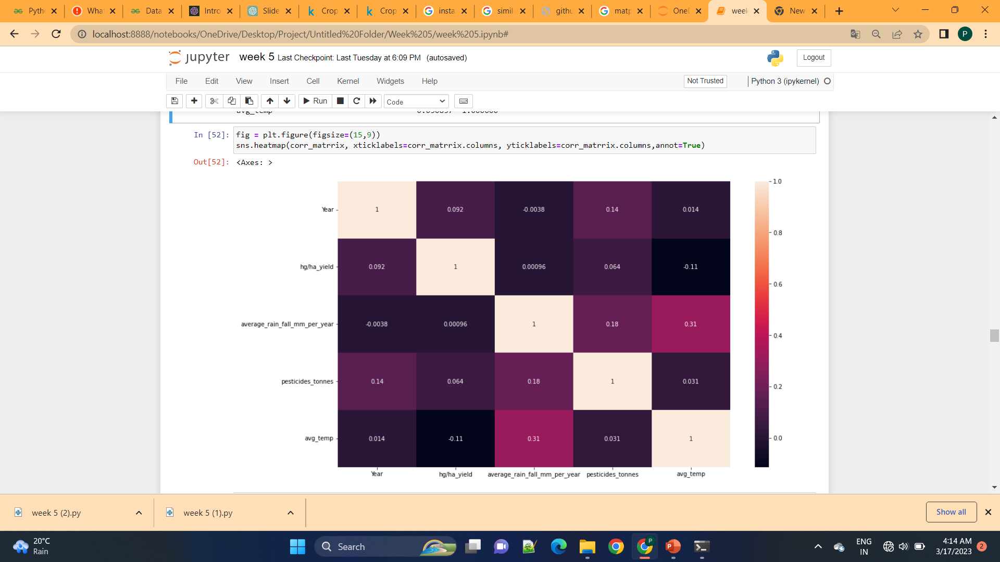 Pyth
Wha
Data
Intro
Slide
Crop
Crop
insta
simil
githu
matp
OneD
week
New
localhost:8888/notebooks/OneDrive/Desktop/Project/Untitled%20Folder/Week%205/week%205.ipynb#
P
jupyter week 5 Last Checkpoint: Last Tuesday at 6:09 PM (autosaved)
Logout
File Edit View Insert Cell Kernel Widgets Help
Not Trusted
Python 3 (ipykernel)
Run
Code
avg_temp
In [52]: fig = plt.figure(figsize=(15,9))
sns.heatmap(corr_matrrix, xticklabels=corr_matrrix.columns, yticklabels=corr_matrrix.columns,annot=True)
Out[52]: <Axes: >
Year 1 0.092 -0.0038 0.14 0.014
hg/ha_yield 0.092 1 0.00096 0.064 -0.11
average_rain_fall_mm_per_year -0.0038 0.00096 1 0.18 0.31
pesticides_tonnes 0.14 0.064 0.18 1 0.031
avg_temp 0.014 -0.11 0.31 0.031 1
Year hg/ha_yield average_rain_fall_mm_per_year pesticides_tonnes avg_temp
1.0
0.8
0.6
0.4
0.2
0.0
week 5 (2).py
week 5 (1).py
Show all
20°C
Rain
Search
P
P
ENG
IN
4:14 AM
3/17/2023
2